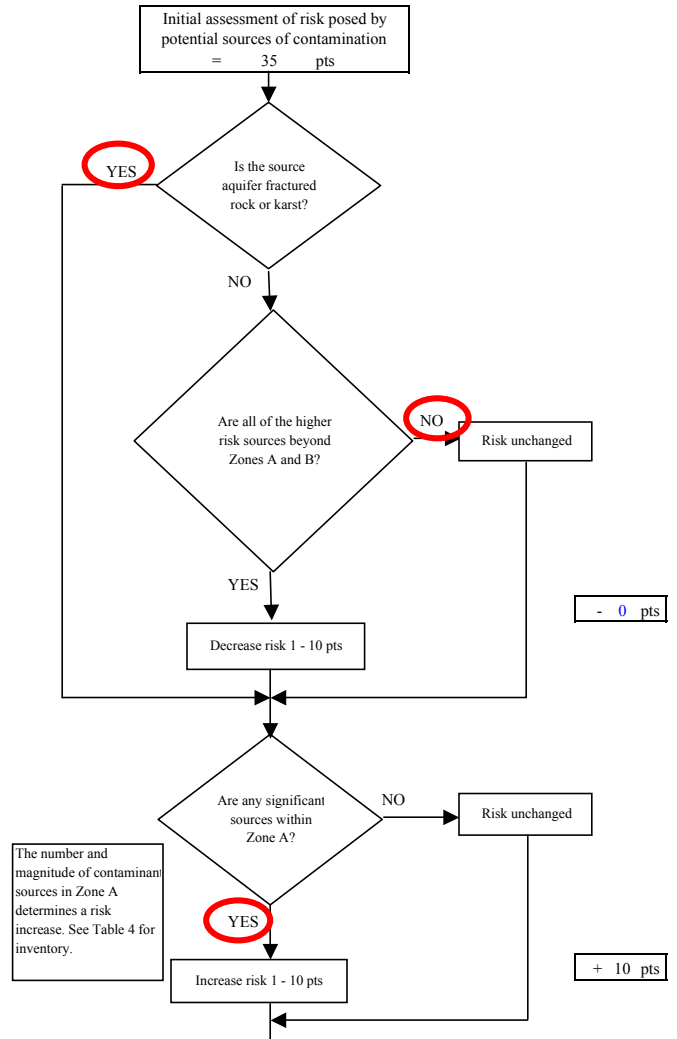 Initial assessment of risk posed by
potential sources of contamination
= 35 pts
YES
Is the source
aquifer fractured
rock or karst?
NO
Are all of the higher
risk sources beyond
Zones A and B?
NO
Risk unchanged
YES
- 0 pts
Decrease risk 1 - 10 pts
Are any significant
sources within
Zone A?
NO
Risk unchanged
The number and
magnitude of contaminant
sources in Zone A
determines a risk
increase. See Table 4 for
inventory.
YES
Increase risk 1 - 10 pts
+ 10 pts